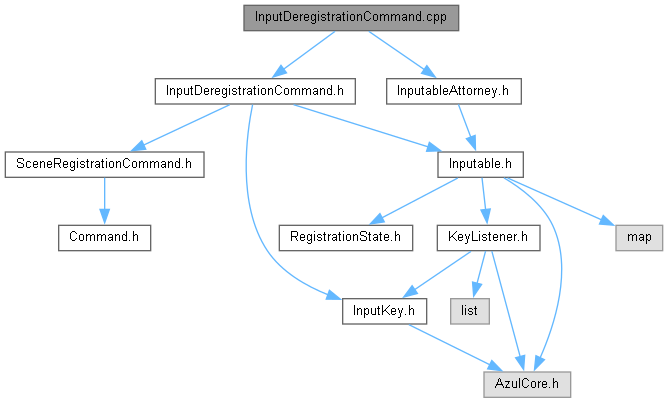 InputDeregistrationCommand.cpp
InputDeregistrationCommand.h
InputableAttorney.h
SceneRegistrationCommand.h
Inputable.h
Command.h
RegistrationState.h
KeyListener.h
map
InputKey.h
list
AzulCore.h